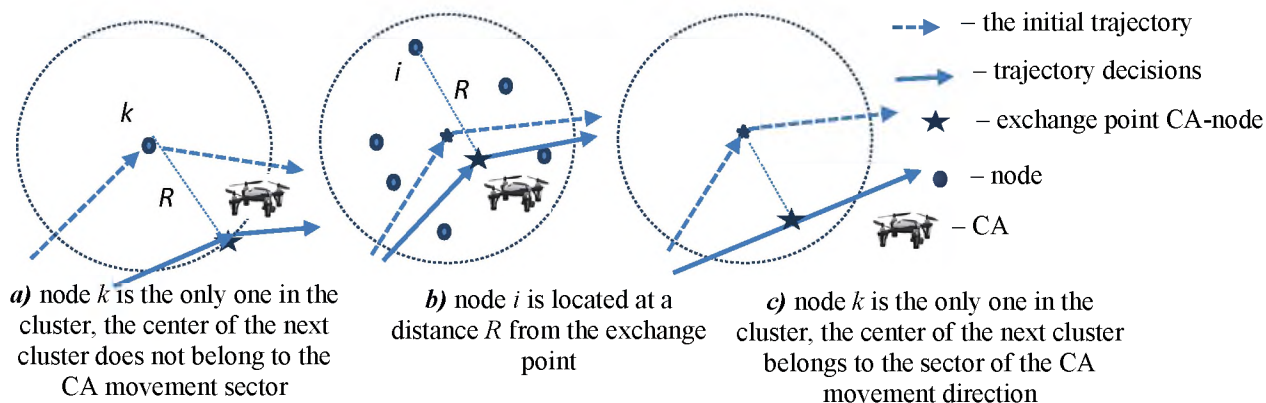 k
R
i
R
– the initial trajectory
– trajectory decisions
– exchange point CA-node
– node
– CA
a) node k is the only one in the
cluster, the center of the next
cluster does not belong to the
CA movement sector
b) node i is located at a
distance R from the exchange
point
c) node k is the only one in the
cluster, the center of the next cluster
belongs to the sector of the CA
movement direction